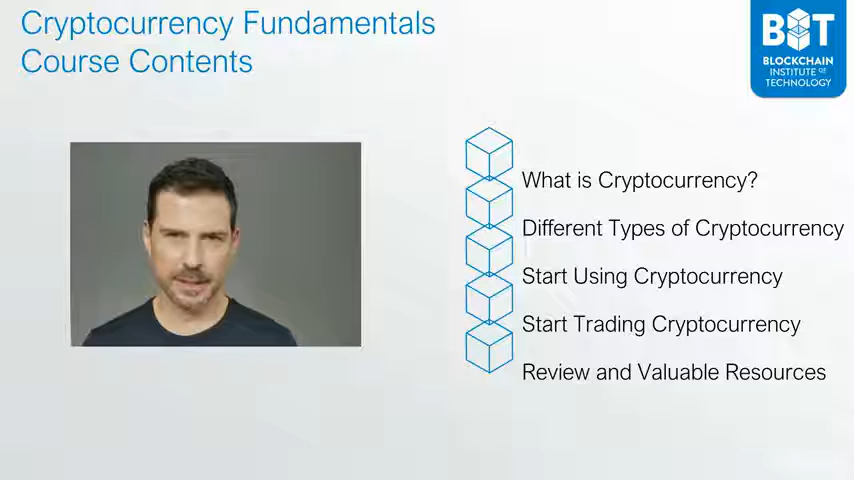 Cryptocurrency Fundamentals
Course Contents
BIT
BLOCKCHAIN
INSTITUTE OF
TECHNOLOGY
What is Cryptocurrency?
Different Types of Cryptocurrency
Start Using Cryptocurrency
Start Trading Cryptocurrency
Review and Valuable Resources